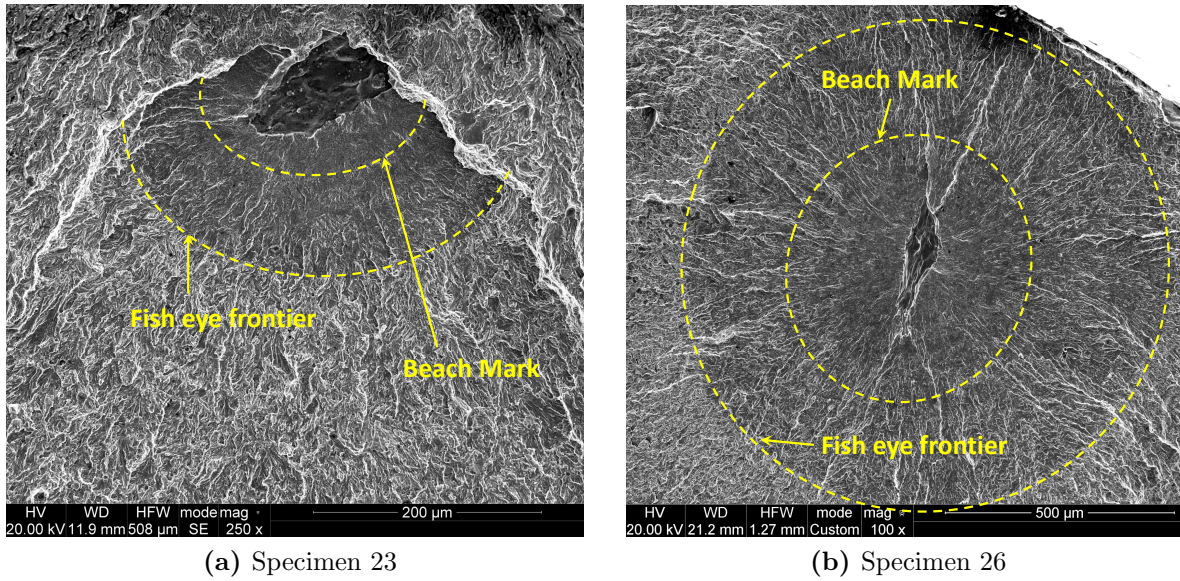 Fish eye frontier
Beach Mark
HV WD HFW mode mag
20.00 kV 11.9 mm 508 µm SE 250 x
200 µm
(a) Specimen 23
Beach Mark
Fish eye frontier
HV WD HFW mode mag
20.00 kV 21.2 mm 1.27 mm Custom 100 x
500 µm
(b) Specimen 26